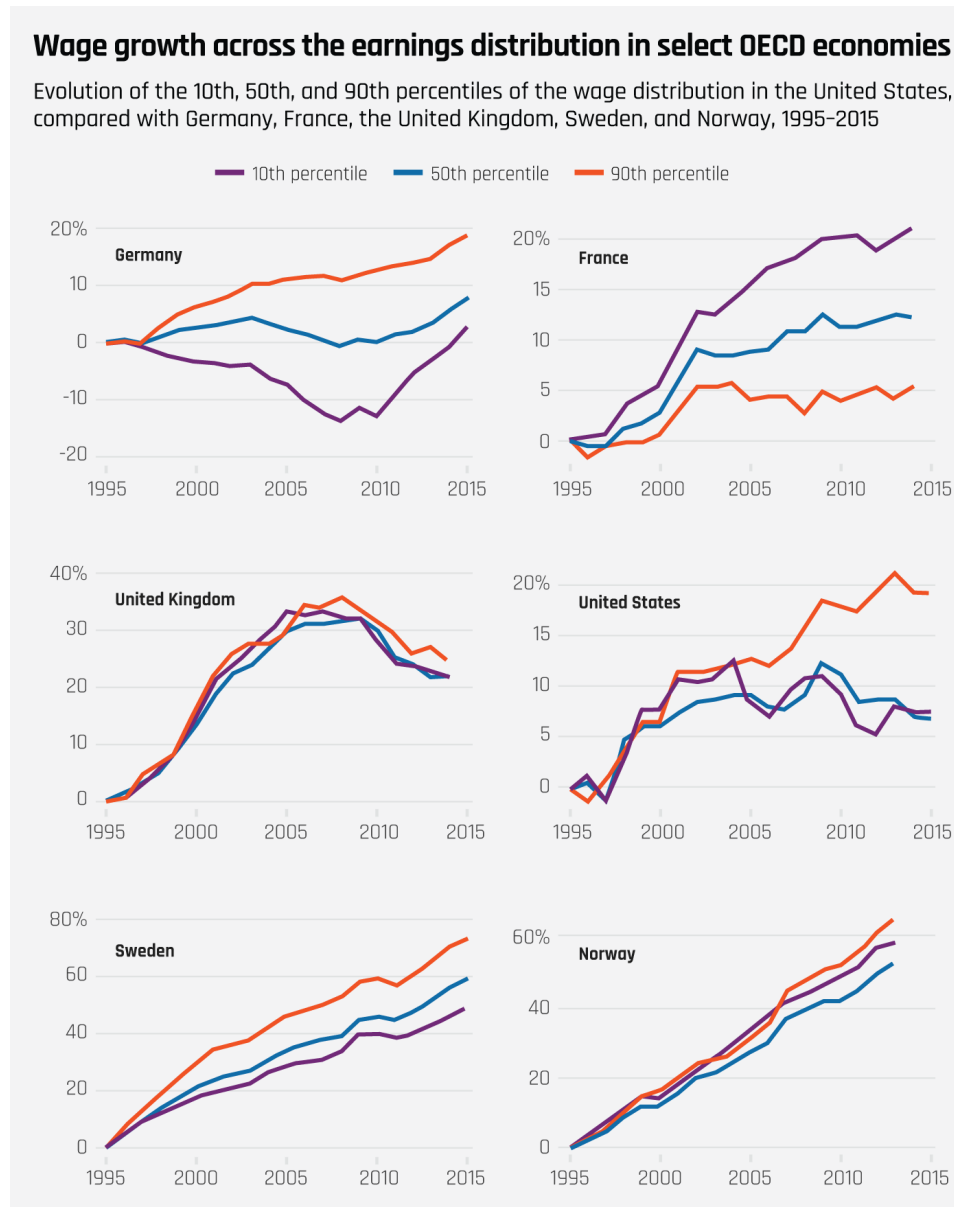 Wage growth across the earnings distribution in select OECD economies
Evolution of the 10th, 50th, and 90th percentiles of the wage distribution in the United States,
compared with Germany, France, the United Kingdom, Sweden, and Norway, 1995–2015
10th percentile 50th percentile 90th percentile
Germany
20%
10
0
-10
-20
1995 2000 2005 2010 2015
France
20%
15
10
5
0
1995 2000 2005 2010 2015
United Kingdom
40%
30
20
10
0
1995 2000 2005 2010 2015
United States
20%
15
10
5
0
1995 2000 2005 2010 2015
Sweden
80%
60
40
20
0
1995 2000 2005 2010 2015
Norway
60%
40
20
0
1995 2000 2005 2010 2015